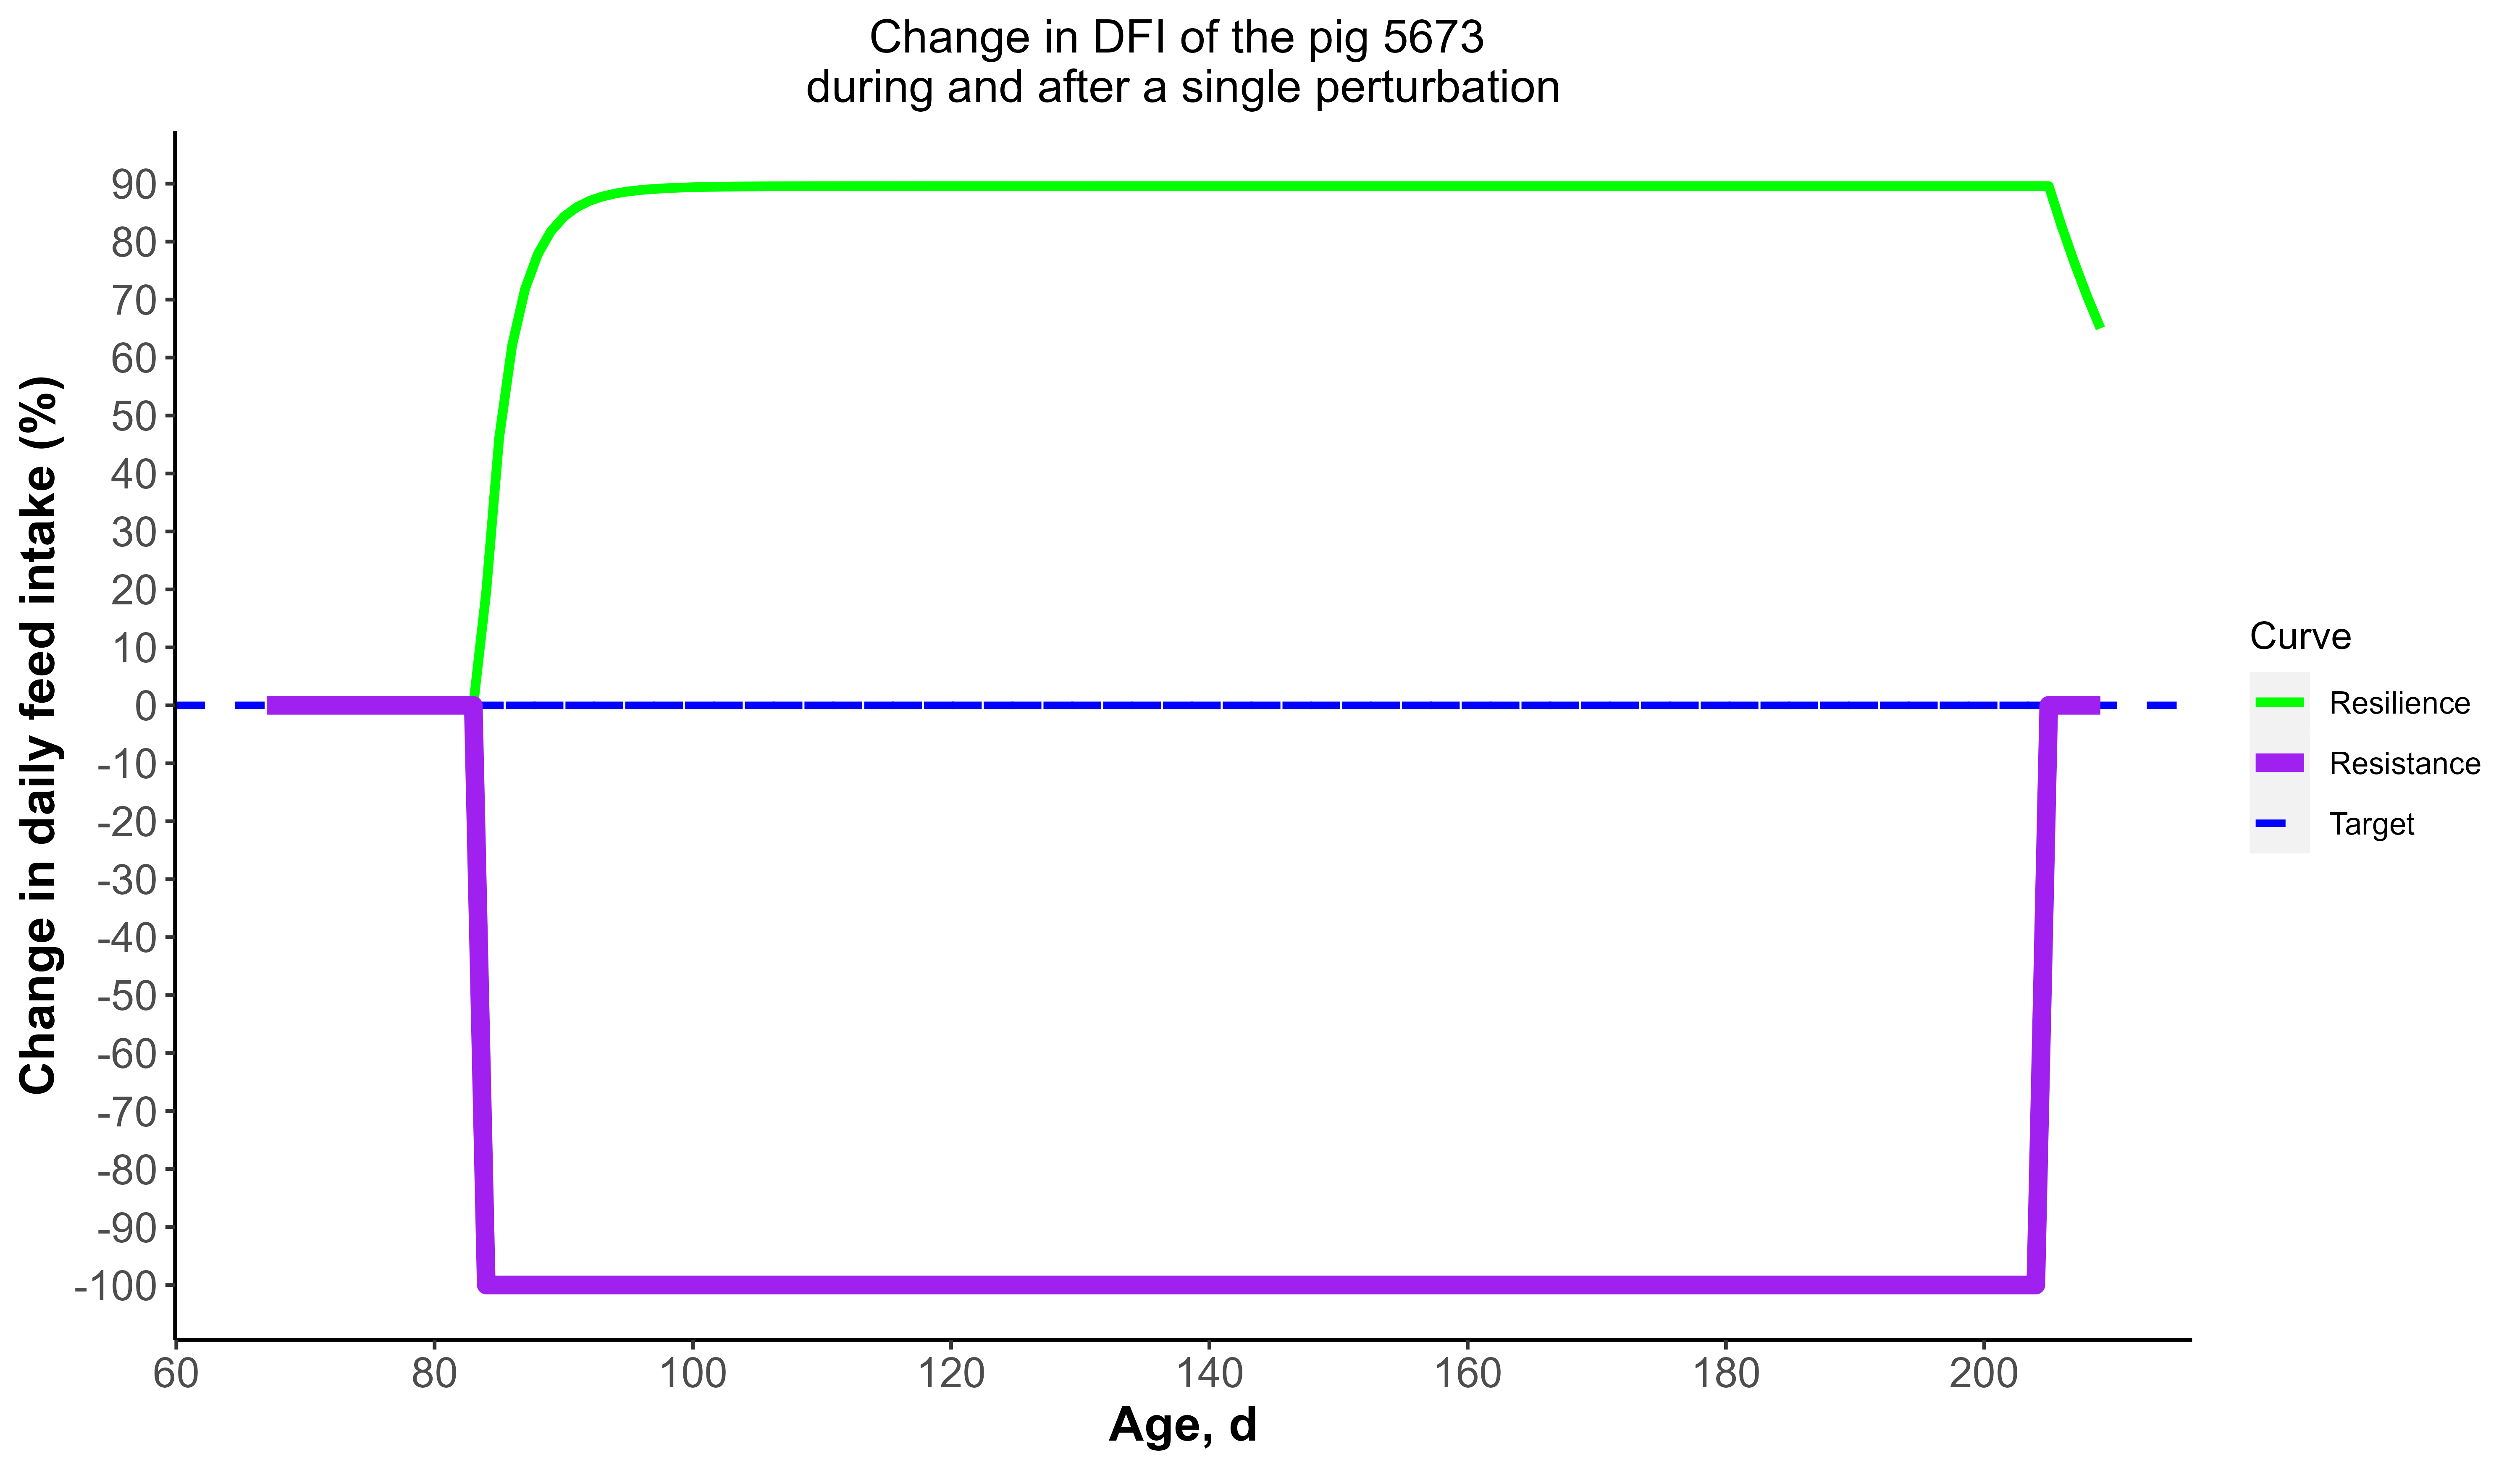 Change in DFI of the pig 5673
during and after a single perturbation
Change in daily feed intake (%)
90
80
70
60
50
40
30
20
10
0
-10
-20
-30
-40
-50
-60
-70
-80
-90
-100
60 80 100 120 140 160 180 200
Age, d
Curve
Resilience
Resistance
Target